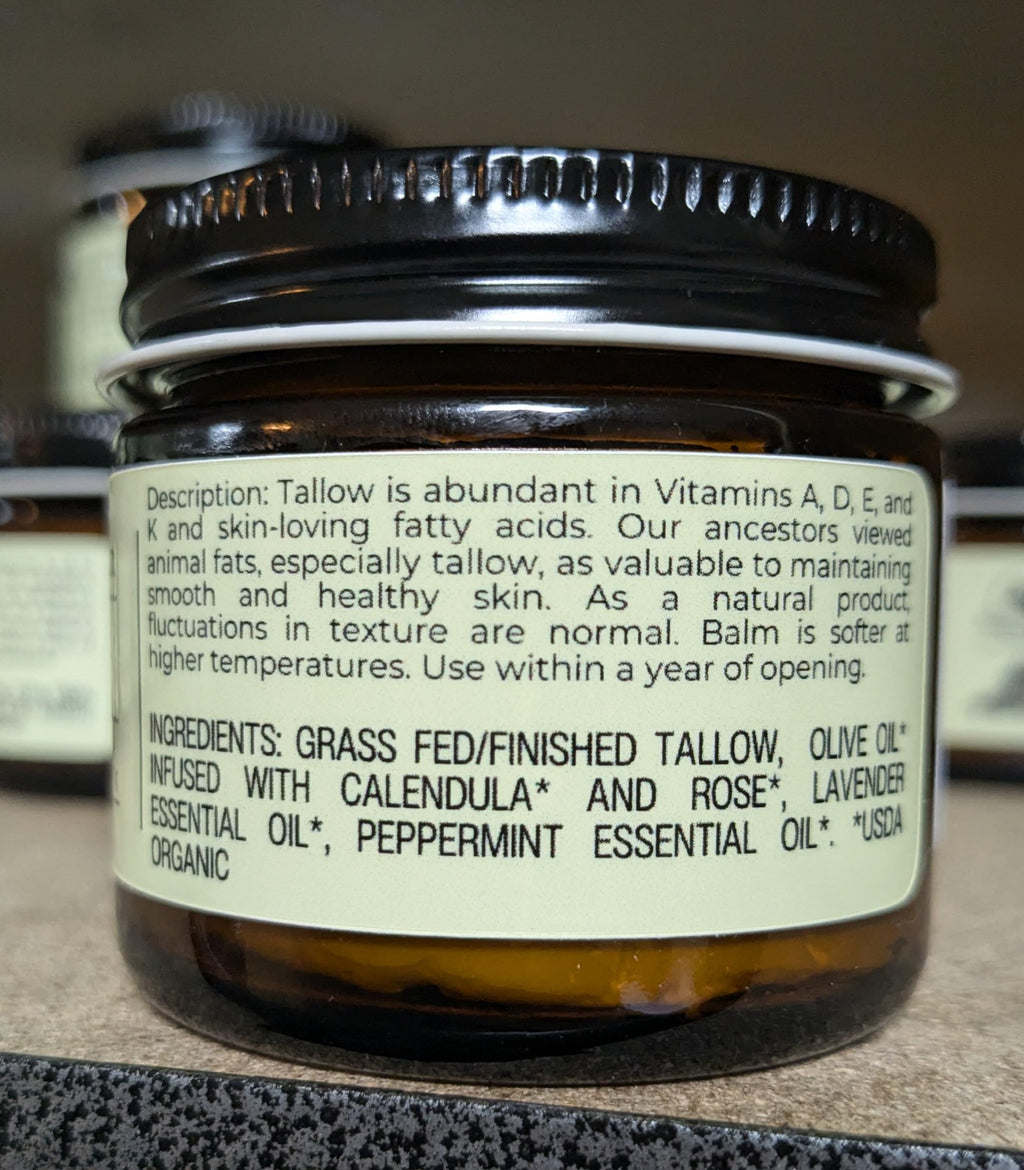 Description: Tallow is abundant in Vitamins A, D, E, and
K and skin-loving fatty acids. Our ancestors viewed
animal fats, especially tallow, as valuable to maintaining
smooth and healthy skin. As a natural product,
fluctuations in texture are normal. Balm is softer at
higher temperatures. Use within a year of opening.
INGREDIENTS: GRASS FED/FINISHED TALLOW, OLIVE OIL*
INFUSED WITH CALENDULA* AND ROSE*, LAVENDER
ESSENTIAL OIL*, PEPPERMINT ESSENTIAL OIL*. *USDA
ORGANIC